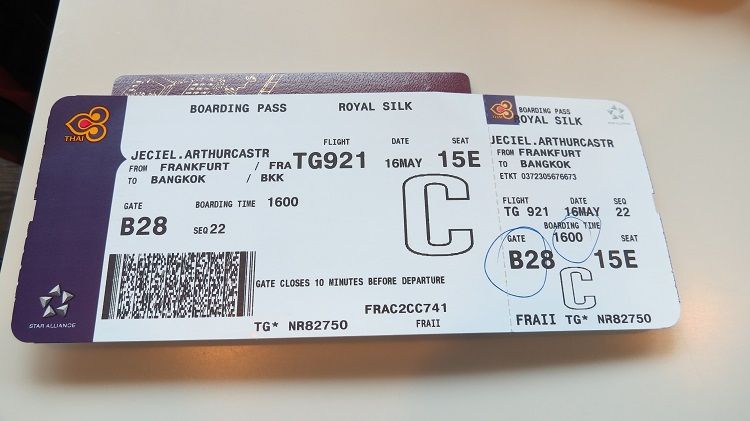 BOARDING PASS ROYAL SILK
THAI
JECIEL.ARTHURCASTR
FROM FRANKFURT / FRA
TO BANGKOK / BKK
FLIGHT DATE SEAT
TG921 16MAY 15E
GATE BOARDING TIME 1600
B28 SEQ 22
C
GATE CLOSES 10 MINUTES BEFORE DEPARTURE
FRAC2CC741
TG* NR82750 FRAII
STAR ALLIANCE
BOARDING PASS
ROYAL SILK
STAR ALLIANCE
JECIEL.ARTHURCASTR
FROM FRANKFURT
TO BANGKOK
ETKT 0372305676673
FLIGHT DATE SEQ
TG 921 16MAY 22
BOARDING TIME
GATE 1600 SEAT
B28 15E
C
FRAII TG* NR82750